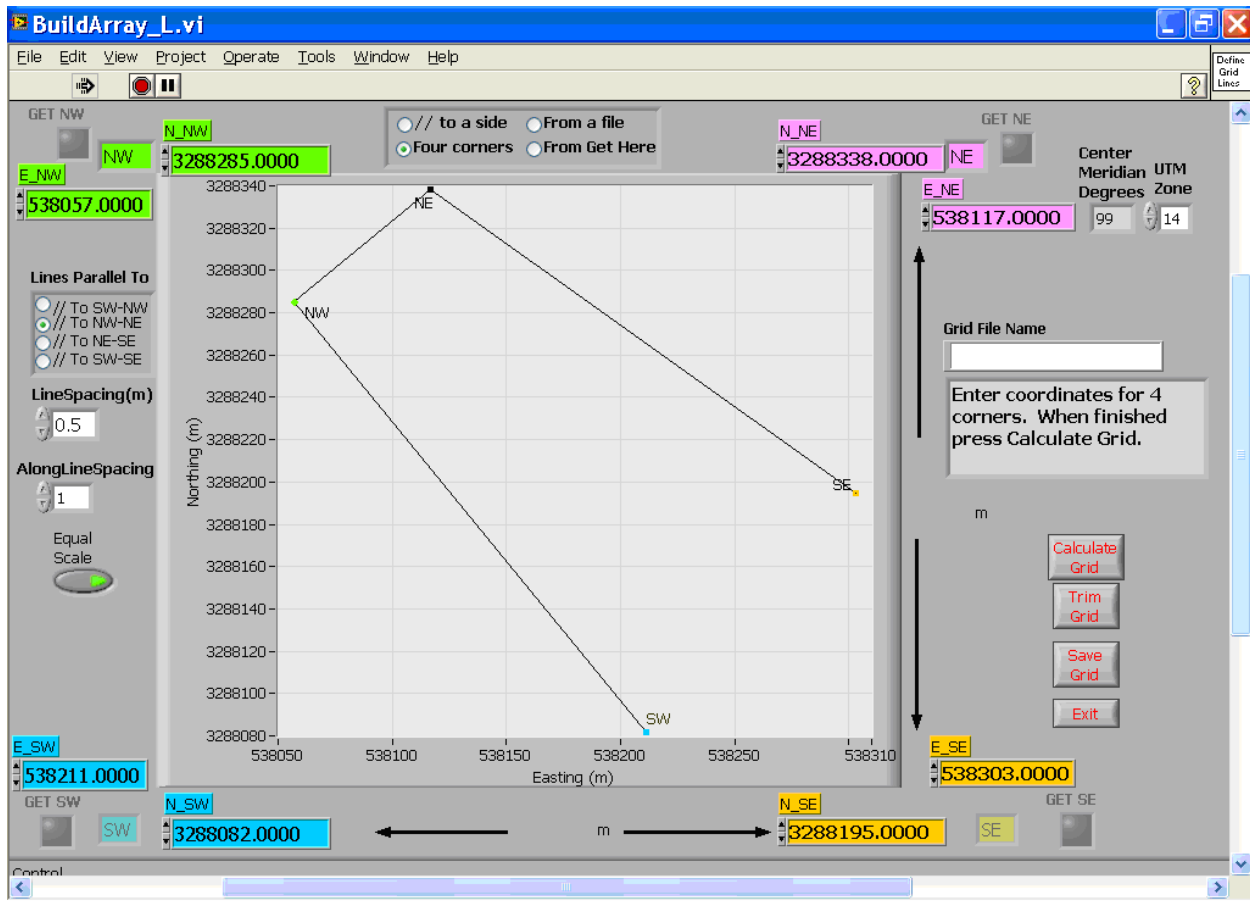 BuildArray_L.vi
File Edit View Project Operate Tools Window Help
Define
Grid
Lines
GET NW
NW
N_NW
3288285.0000
E_NW
538057.0000
// to a side From a file
Four corners From Get Here
N_NE
3288338.0000
NE
GET NE
E_NE
538117.0000
Center
Meridian
Degrees
99
UTM
Zone
14
Lines Parallel To
// To SW-NW
// To NW-NE
// To NE-SE
// To SW-SE
LineSpacing(m)
0.5
AlongLineSpacing
1
Equal
Scale
Northing (m)
3288340
3288320
3288300
3288280
3288260
3288240
3288220
3288200
3288180
3288160
3288140
3288120
3288100
3288080
NE
NW
SE
SW
538050 538100 538150 538200 538250 538310
Easting (m)
Grid File Name
Enter coordinates for 4
corners. When finished
press Calculate Grid.
m
Calculate
Grid
Trim
Grid
Save
Grid
Exit
E_SW
538211.0000
GET SW
SW
N_SW
3288082.0000
m
E_SE
538303.0000
N_SE
3288195.0000
SE
GET SE
Control